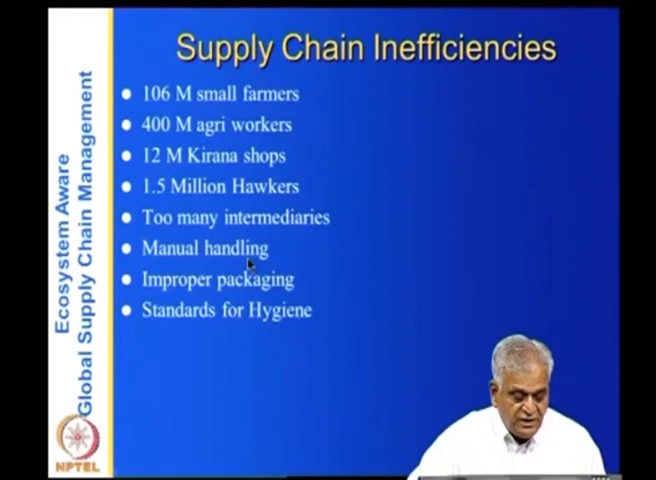 Supply Chain Inefficiencies
106 M small farmers
400 M agri workers
12 M Kirana shops
1.5 Million Hawkers
Too many intermediaries
Manual handling
Improper packaging
Standards for Hygiene
Ecosystem Aware
Global Supply Chain Management
NPTEL